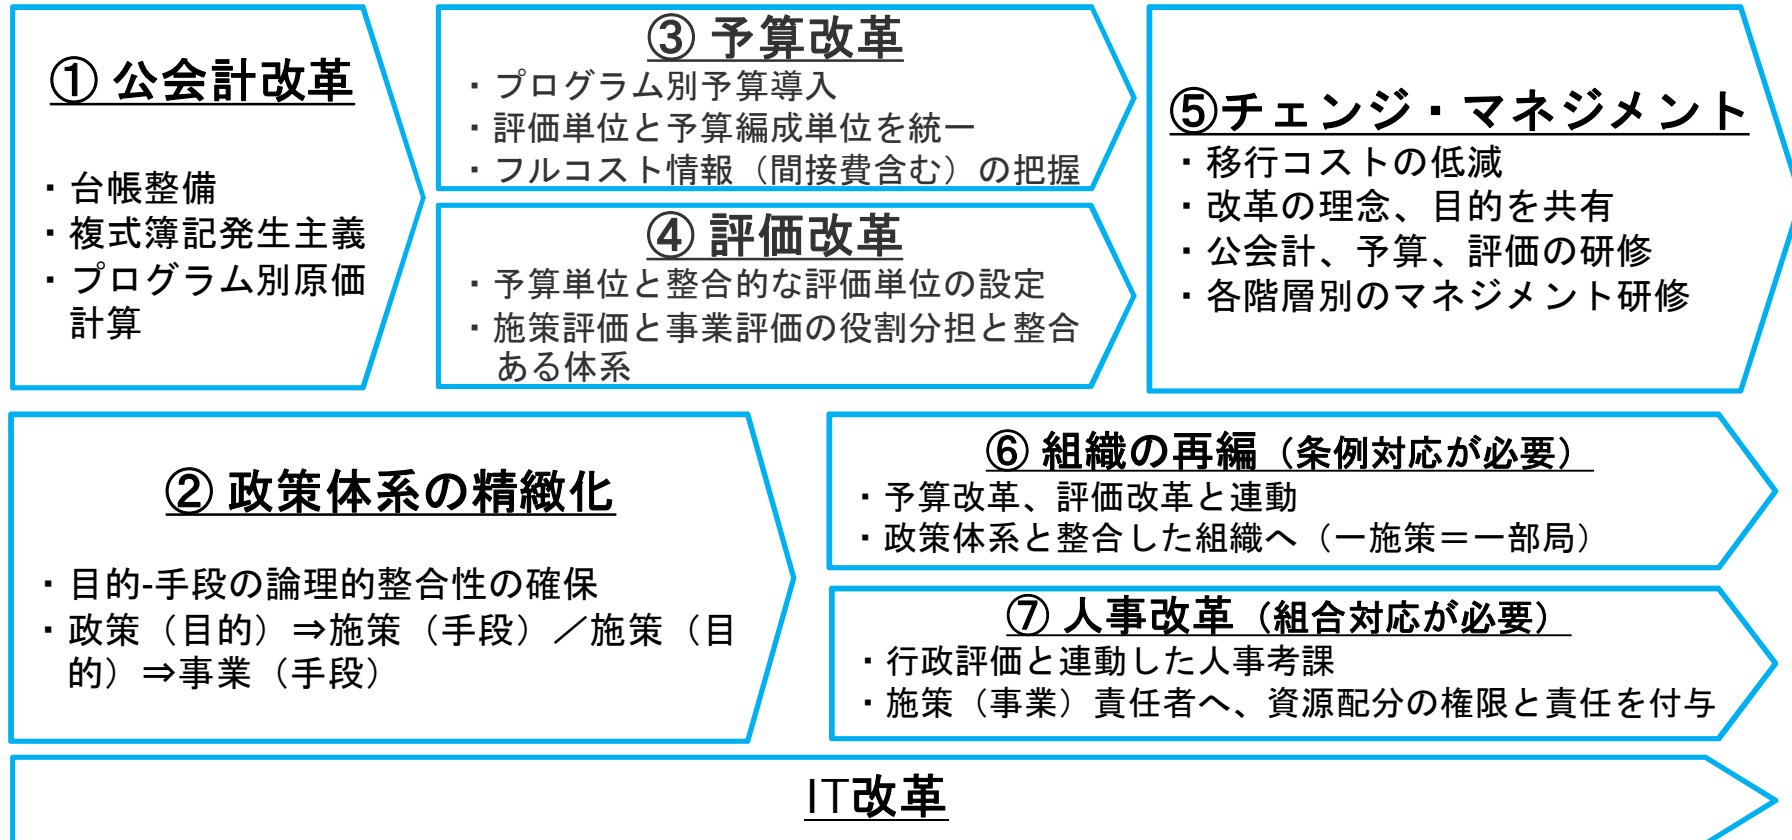 ① 公会計改革
・台帳整備
・複式簿記発生主義
・プログラム別原価
計算
③ 予算改革
・プログラム別予算導入
・評価単位と予算編成単位を統一
・フルコスト情報（間接費含む）の把握
④ 評価改革
・予算単位と整合的な評価単位の設定
・施策評価と事業評価の役割分担と整合
ある体系
⑤チェンジ・マネジメント
・移行コストの低減
・改革の理念、目的を共有
・公会計、予算、評価の研修
・各階層別のマネジメント研修
② 政策体系の精緻化
・目的-手段の論理的整合性の確保
・政策（目的）⇒施策（手段）／施策（目
的）⇒事業（手段）
⑥ 組織の再編（条例対応が必要）
・予算改革、評価改革と連動
・政策体系と整合した組織へ（一施策＝一部局）
⑦ 人事改革（組合対応が必要）
・行政評価と連動した人事考課
・施策（事業）責任者へ、資源配分の権限と責任を付与
IT改革